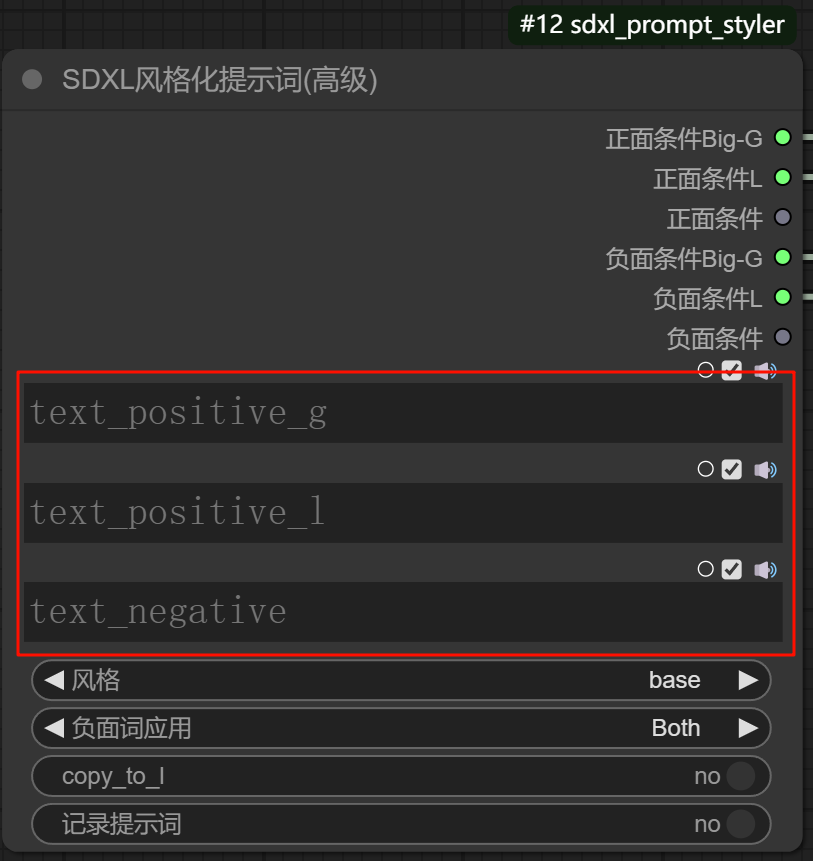 #12 sdxl_prompt_styler
SDXL风格化提示词(高级)
正面条件Big-G
正面条件L
正面条件
负面条件Big-G
负面条件L
负面条件
text_positive_g
text_positive_l
text_negative
风格 base
负面词应用 Both
copy_to_l no
记录提示词 no